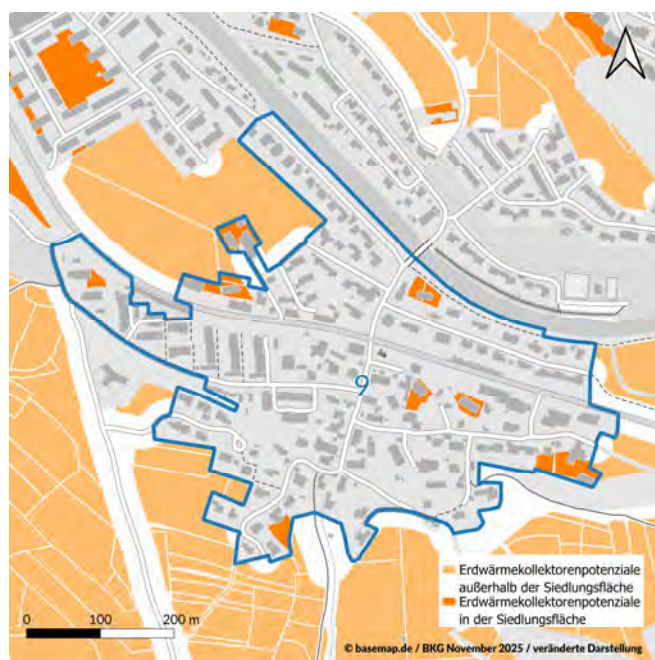 9
Erdwärmekollektorenpotenziale
außerhalb der Siedlungsfläche
Erdwärmekollektorenpotenziale
in der Siedlungsfläche
0 100 200 m
© basemap.de / BKG November 2025 / veränderte Darstellung